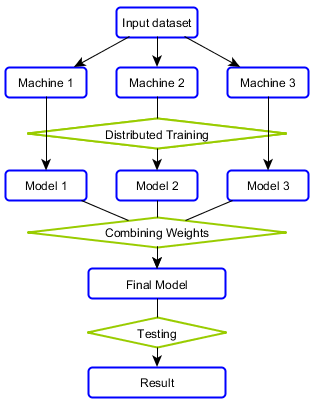 Input dataset
Machine 1
Machine 2
Machine 3
Distributed Training
Model 1
Model 2
Model 3
Combining Weights
Final Model
Testing
Result